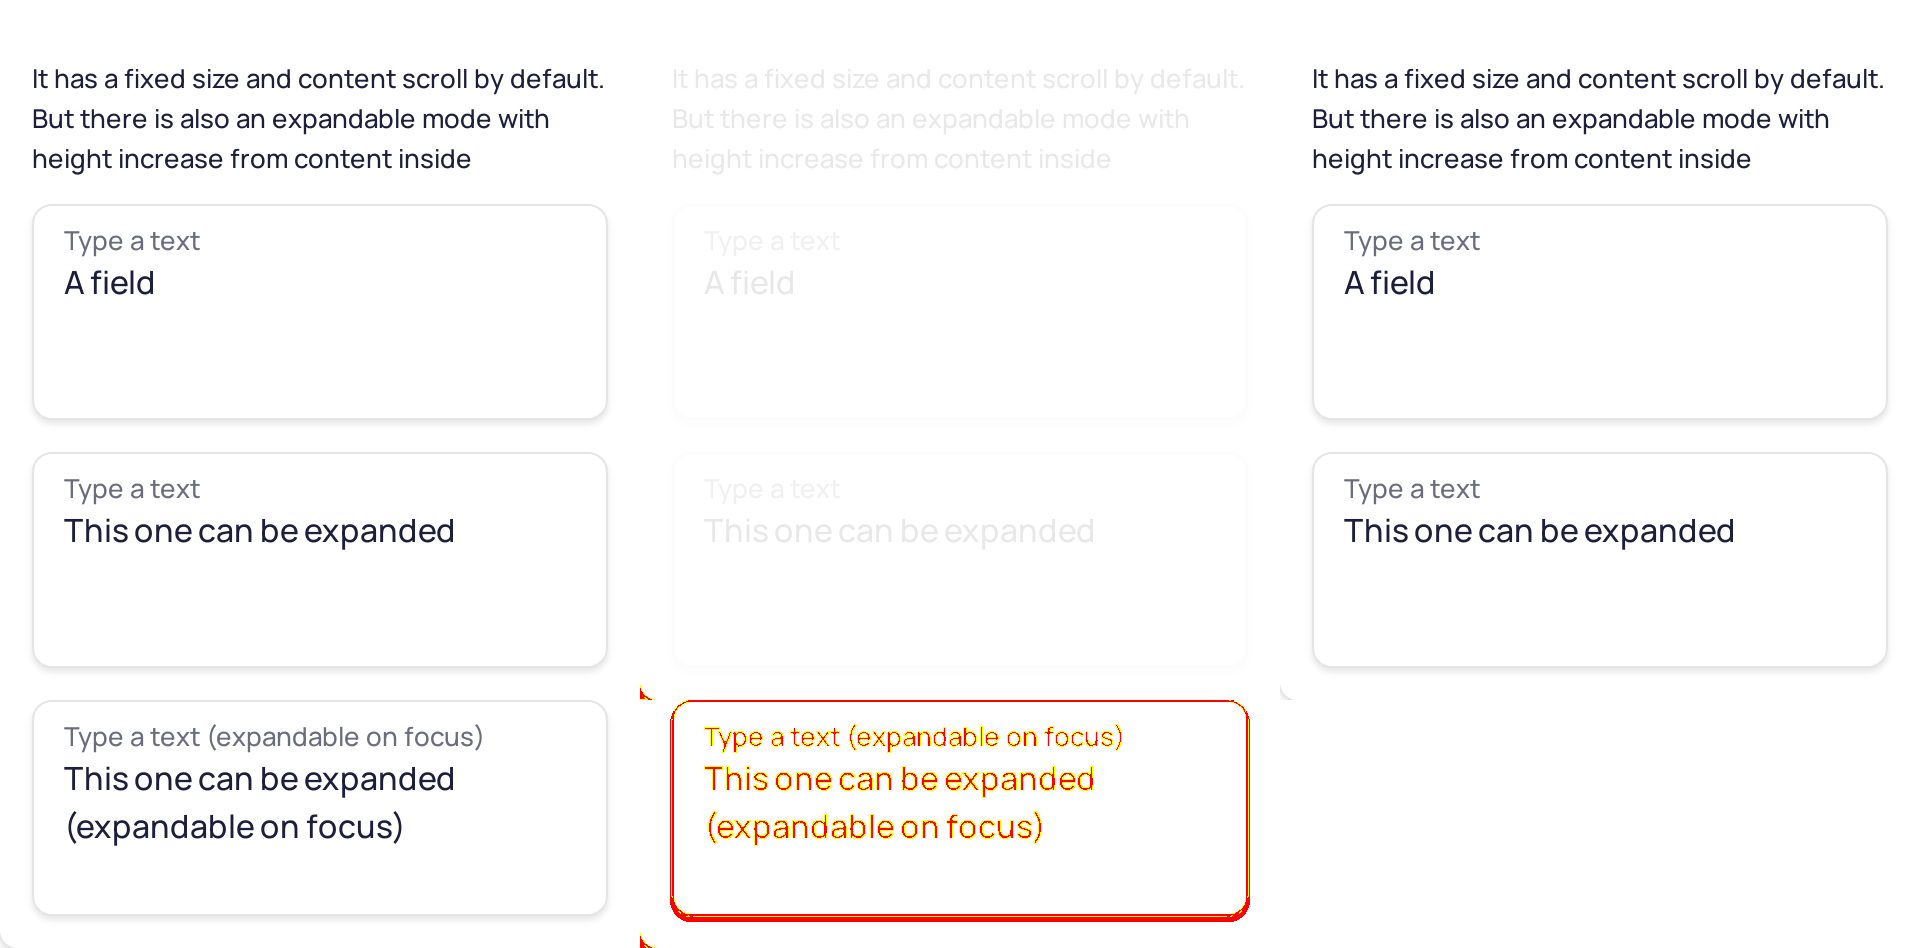 It has a fixed size and content scroll by default.
But there is also an expandable mode with
height increase from content inside
Type a text
A field
Type a text
This one can be expanded
Type a text (expandable on focus)
This one can be expanded
(expandable on focus)
It has a fixed size and content scroll by default.
But there is also an expandable mode with
height increase from content inside
Type a text
A field
Type a text
This one can be expanded
Type a text (expandable on focus)
This one can be expanded
(expandable on focus)
It has a fixed size and content scroll by default.
But there is also an expandable mode with
height increase from content inside
Type a text
A field
Type a text
This one can be expanded